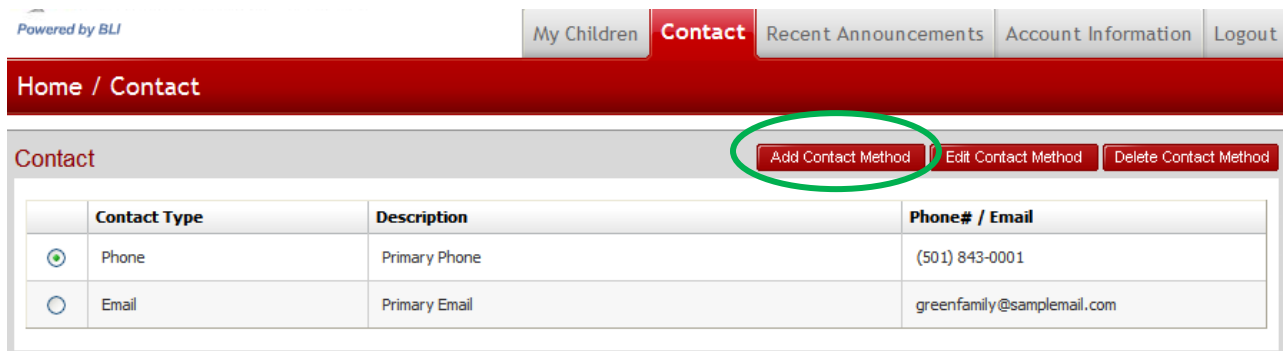 Powered by BLI
My Children Contact Recent Announcements Account Information Logout
Home / Contact
Contact Add Contact Method Edit Contact Method Delete Contact Method
Contact Type Description Phone# / Email
Phone Primary Phone (501) 843-0001
Email Primary Email greenfamily@samplemail.com